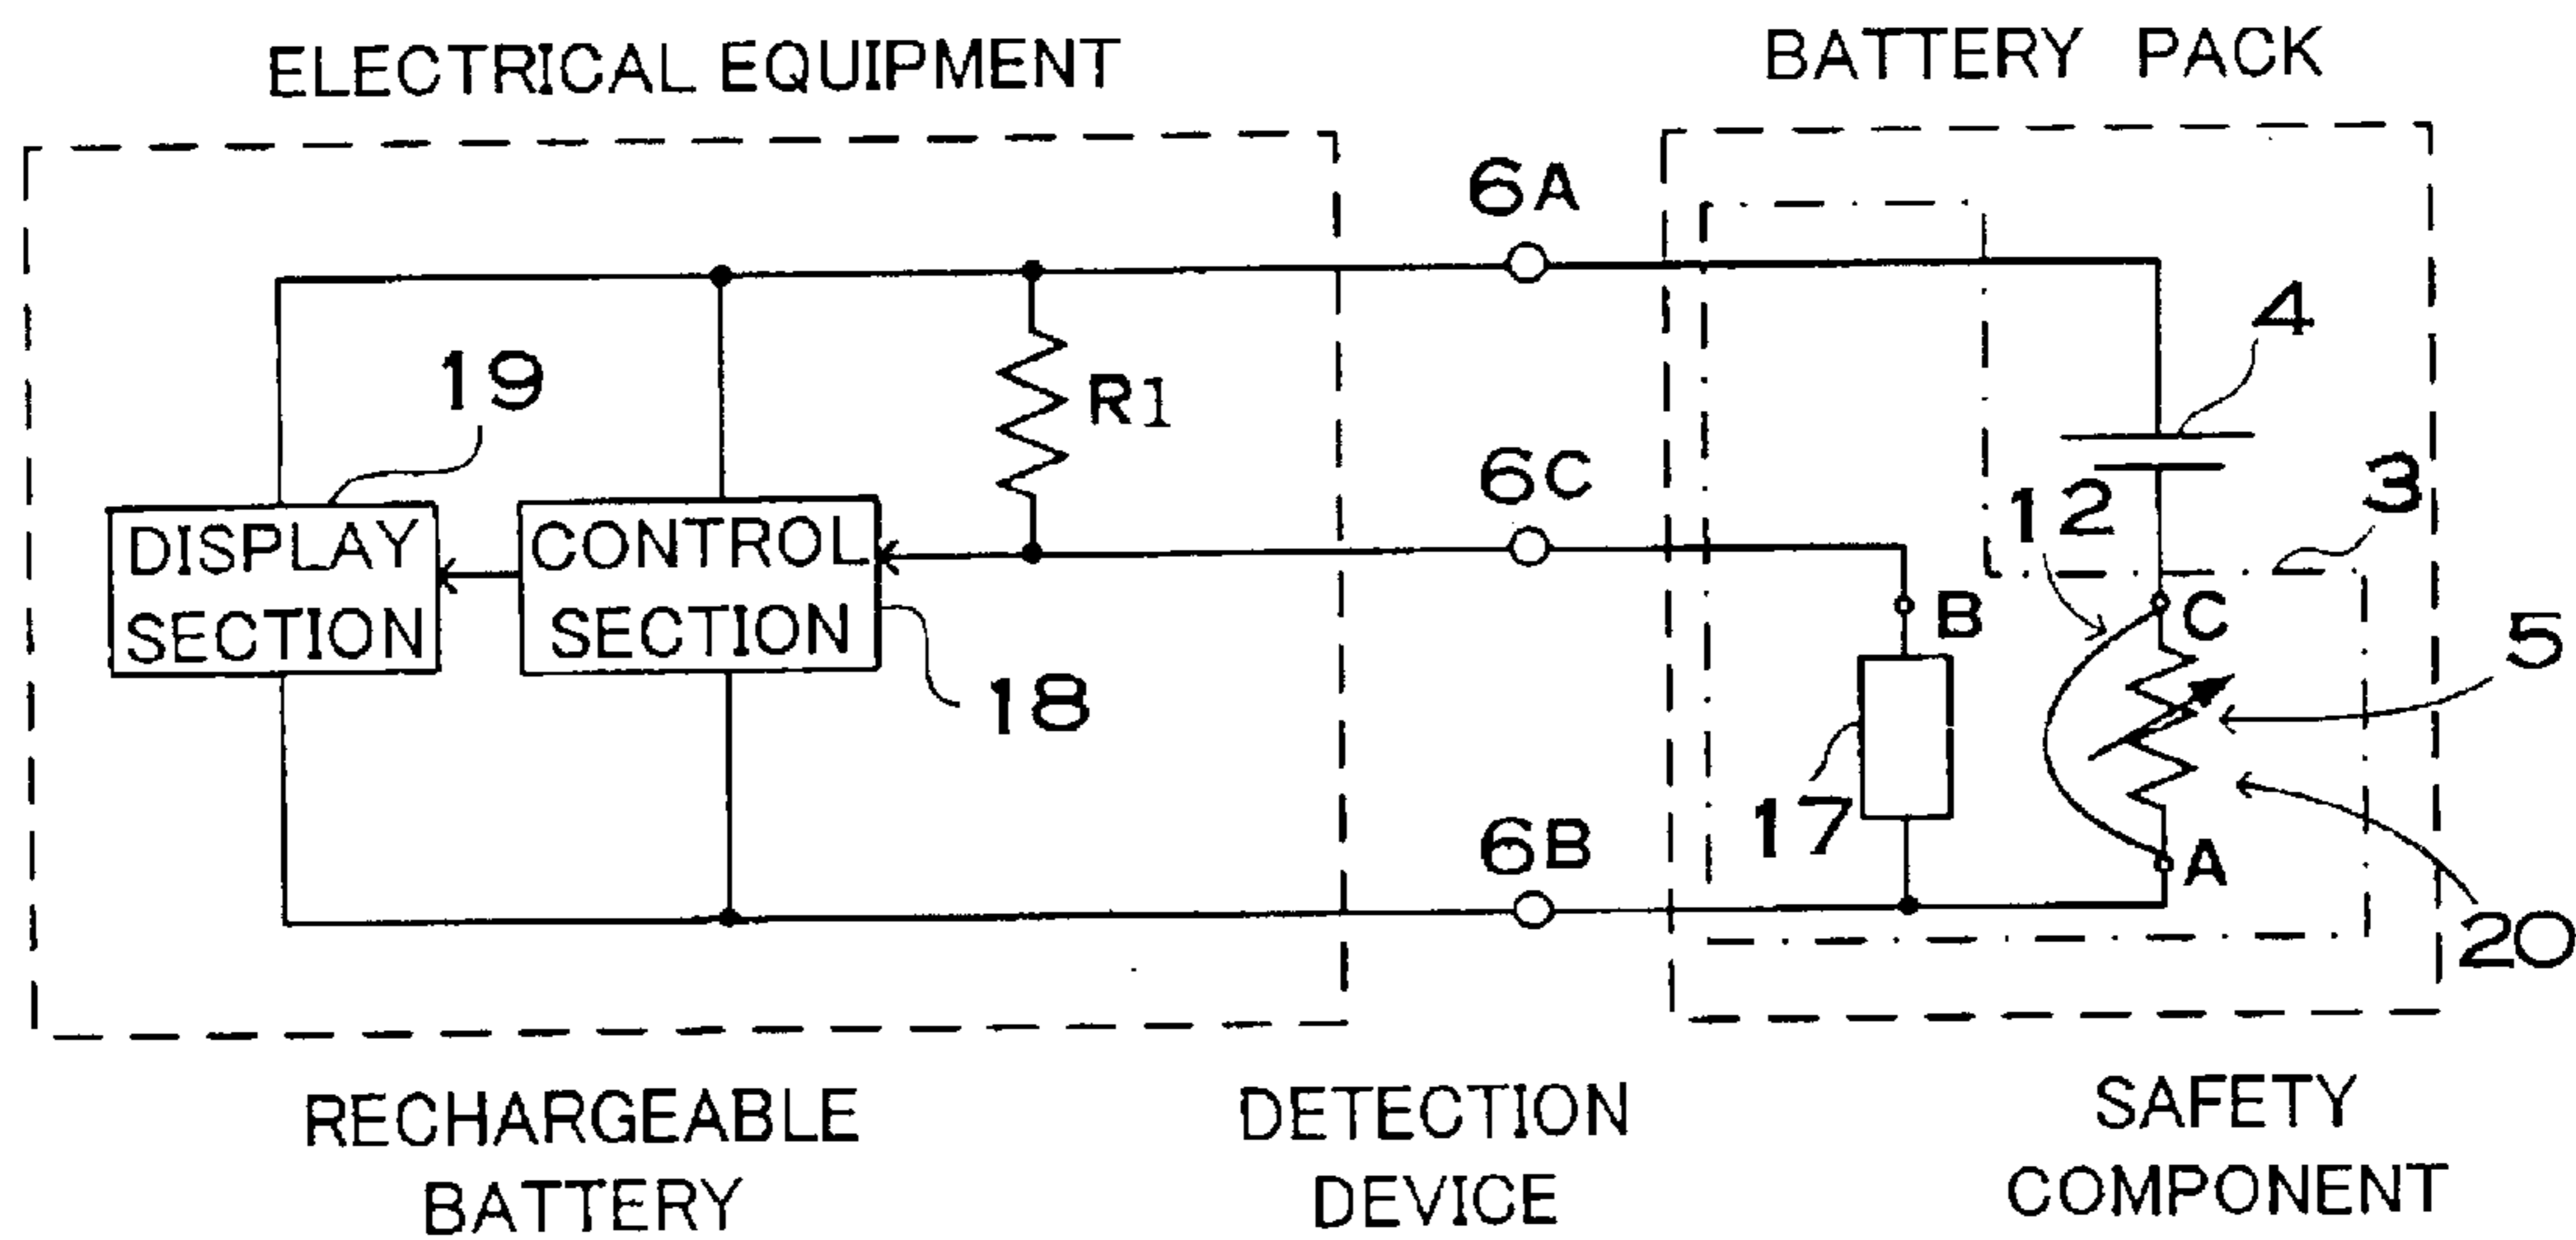 ELECTRICAL EQUIPMENT
BATTERY PACK
6A
4
19
R1
6C
3
12
DISPLAY
SECTION
CONTROL
SECTION
B
C
5
18
17
6B
A
20
RECHARGEABLE
BATTERY
DETECTION
DEVICE
SAFETY
COMPONENT